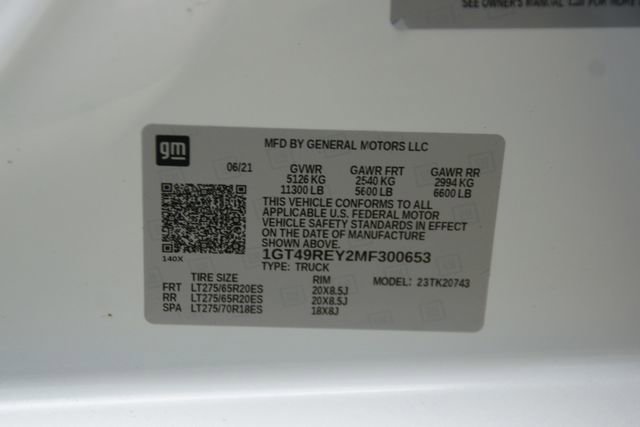 SEE OWNER'S MANUAL
gm
MFD BY GENERAL MOTORS LLC
06/21 GVWR GAWR FRT GAWR RR
5126 KG 2540 KG 2994 KG
11300 LB 5600 LB 6600 LB
THIS VEHICLE CONFORMS TO ALL
APPLICABLE U.S. FEDERAL MOTOR
VEHICLE SAFETY STANDARDS IN EFFECT
ON THE DATE OF MANUFACTURE
SHOWN ABOVE.
1GT49REY2MF300653
140X
TYPE: TRUCK
TIRE SIZE RIM MODEL: 23TK20743
FRT LT275/65R20ES 20X8.5J
RR LT275/65R20ES 20X8.5J
SPA LT275/70R18ES 18X8J